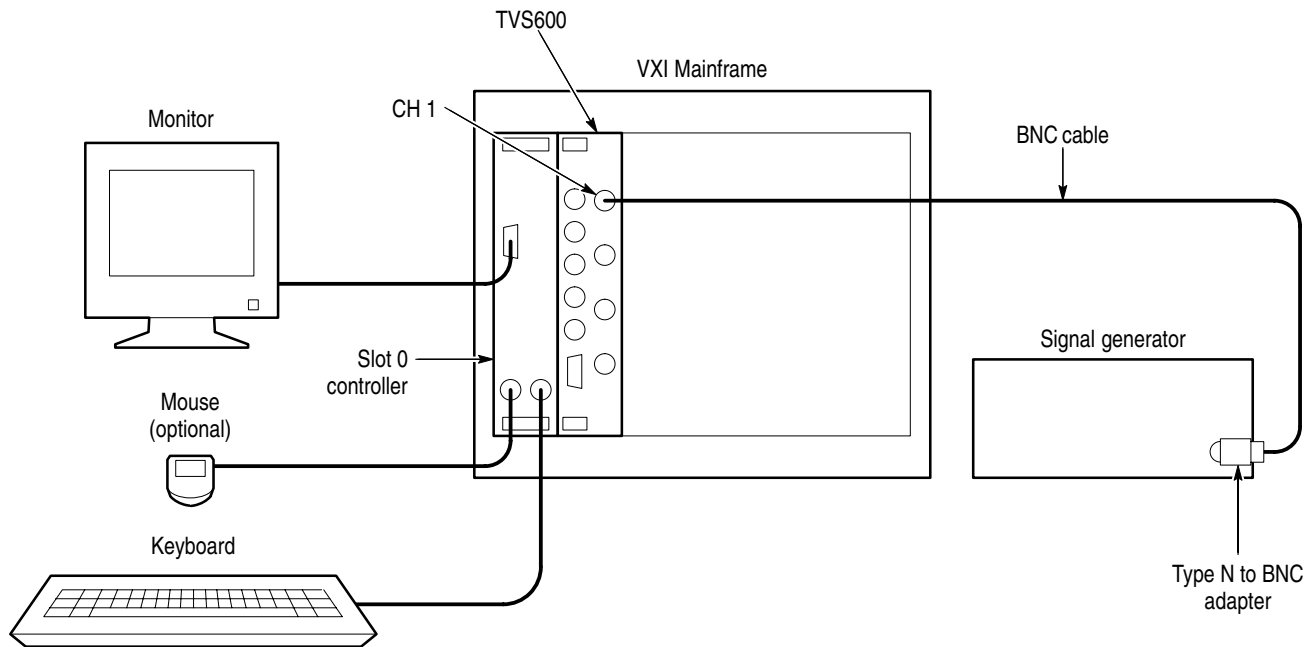 TVS600
VXI Mainframe
CH 1
Monitor
BNC cable
Slot 0
controller
Signal generator
Mouse
(optional)
Keyboard
Type N to BNC
adapter